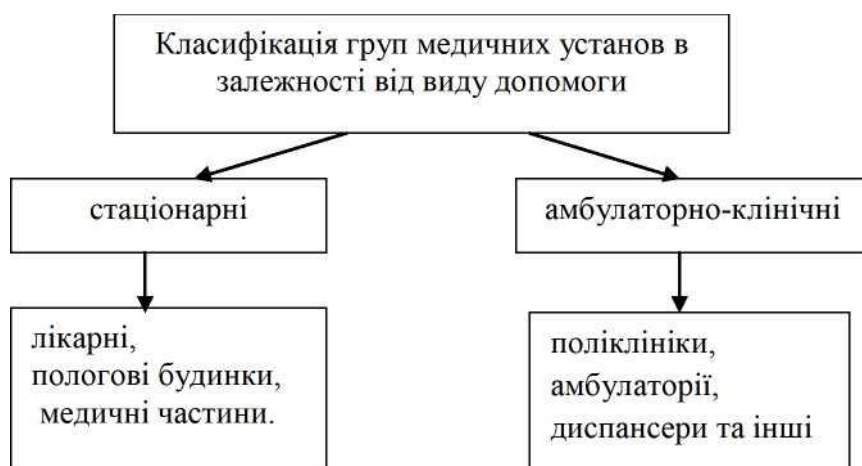 Класифікація груп медичних установ в
залежності від виду допомоги
стаціонарні
амбулаторно-клінічні
лікарні,
пологові будинки,
медичні частини.
поліклініки,
амбулаторії,
диспансери та інші